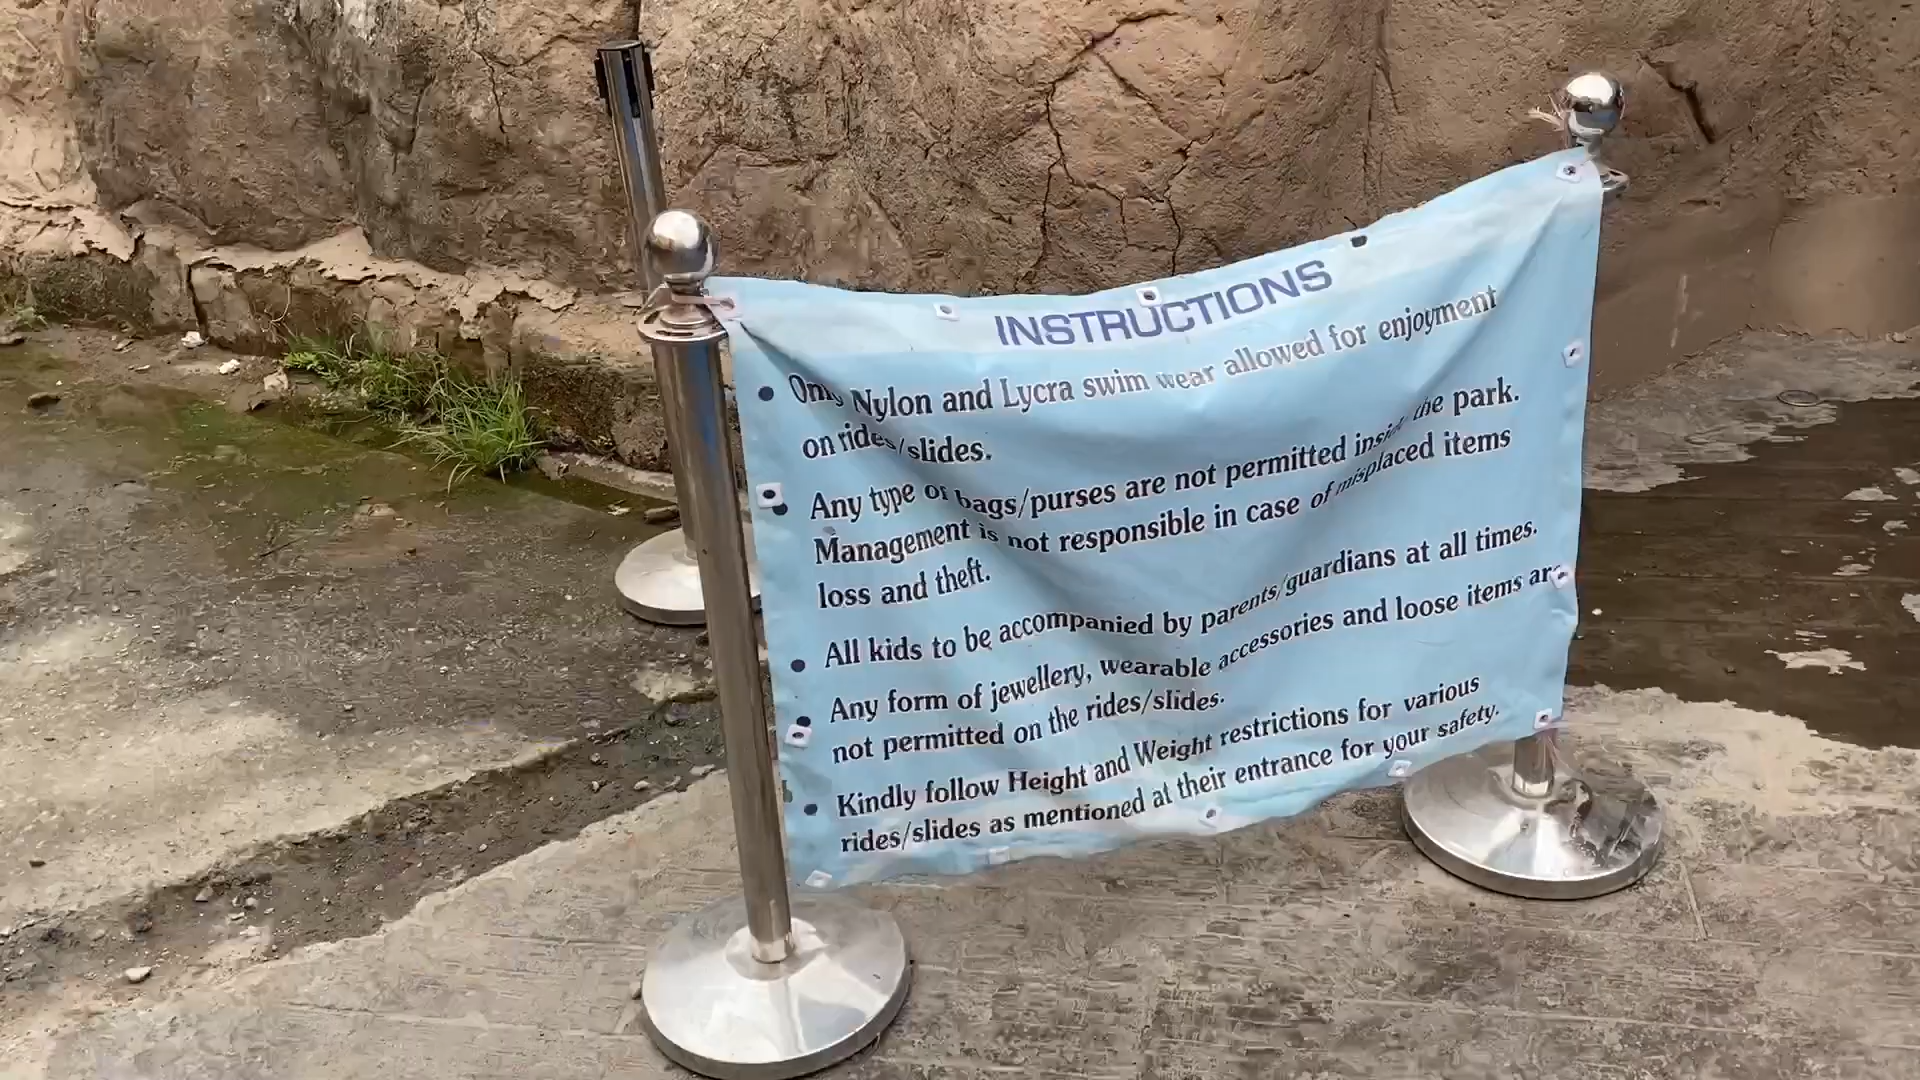 INSTRUCTIONS
• Only Nylon and Lycra swim wear allowed for enjoyment
on rides/slides.
• Any type of bags/purses are not permitted inside the park.
Management is not responsible in case of misplaced items
loss and theft.
• All kids to be accompanied by parents/guardians at all times.
• Any form of jewellery, wearable accessories and loose items are
not permitted on the rides/slides.
• Kindly follow Height and Weight restrictions for various
rides/slides as mentioned at their entrance for your safety.